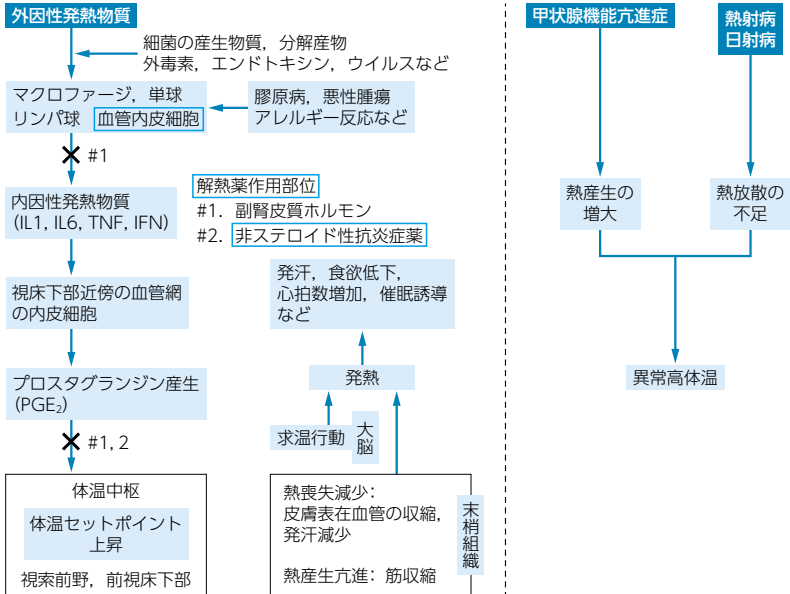 外因性発熱物質
細菌の産生物質，分解産物
外毒素，エンドトキシン，ウイルスなど
マクロファージ，単球
リンパ球 血管内皮細胞
膠原病，悪性腫瘍
アレルギー反応など
#1
内因性発熱物質
(IL1, IL6, TNF, IFN)
解熱薬作用部位
#1. 副腎皮質ホルモン
#2. 非ステロイド性抗炎症薬
視床下部近傍の血管網
の内皮細胞
プロスタグランジン産生
(PGE₂)
#1, 2
体温中枢
体温セットポイント
上昇
視索前野，前視床下部
発汗，食欲低下，
心拍数増加，催眠誘導
など
発熱
求温行動
大脳
熱喪失減少：
皮膚表在血管の収縮，
発汗減少
熱産生亢進：筋収縮
末梢組織
甲状腺機能亢進症
熱射病
日射病
熱産生の
増大
熱放散の
不足
異常高体温